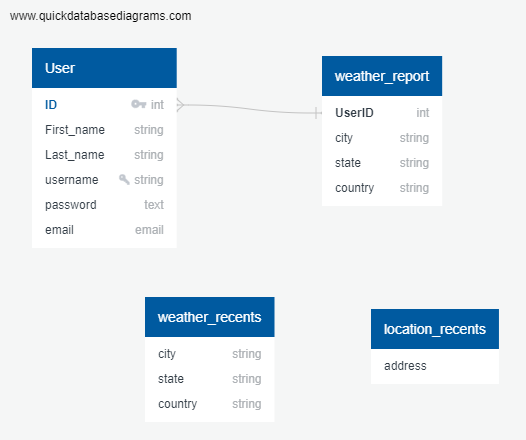 www.quickdatabasediagrams.com
User
ID int
First_name string
Last_name string
username string
password text
email email
weather_report
UserID int
city string
state string
country string
weather_recents
city string
state string
country string
location_recents
address